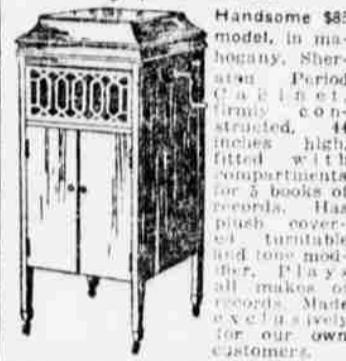 Handsome $85
model, in ma-
hogany, Sher-
aton Period
Cabinet,
firmly con-
structed, 44
inches high,
fitted with
compartments
for 5 books of
records. Has
plush cover-
ed turntable
and tone mod-
ifier. Plays
all makes of
records. Made
exclusively
for our own
customers.